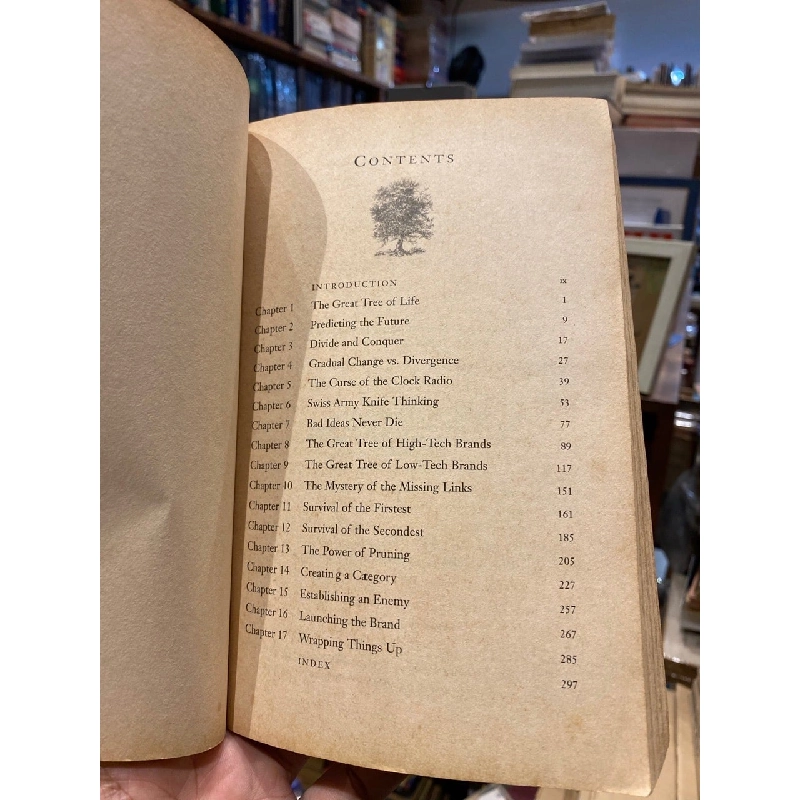 CONTENTS
INTRODUCTION ix
Chapter 1 The Great Tree of Life 1
Chapter 2 Predicting the Future 9
Chapter 3 Divide and Conquer 17
Chapter 4 Gradual Change vs. Divergence 27
Chapter 5 The Curse of the Clock Radio 39
Chapter 6 Swiss Army Knife Thinking 53
Chapter 7 Bad Ideas Never Die 77
Chapter 8 The Great Tree of High-Tech Brands 89
Chapter 9 The Great Tree of Low-Tech Brands 117
Chapter 10 The Mystery of the Missing Links 151
Chapter 11 Survival of the Firstest 161
Chapter 12 Survival of the Secondest 185
Chapter 13 The Power of Pruning 205
Chapter 14 Creating a Category 227
Chapter 15 Establishing an Enemy 257
Chapter 16 Launching the Brand 267
Chapter 17 Wrapping Things Up 285
INDEX 297